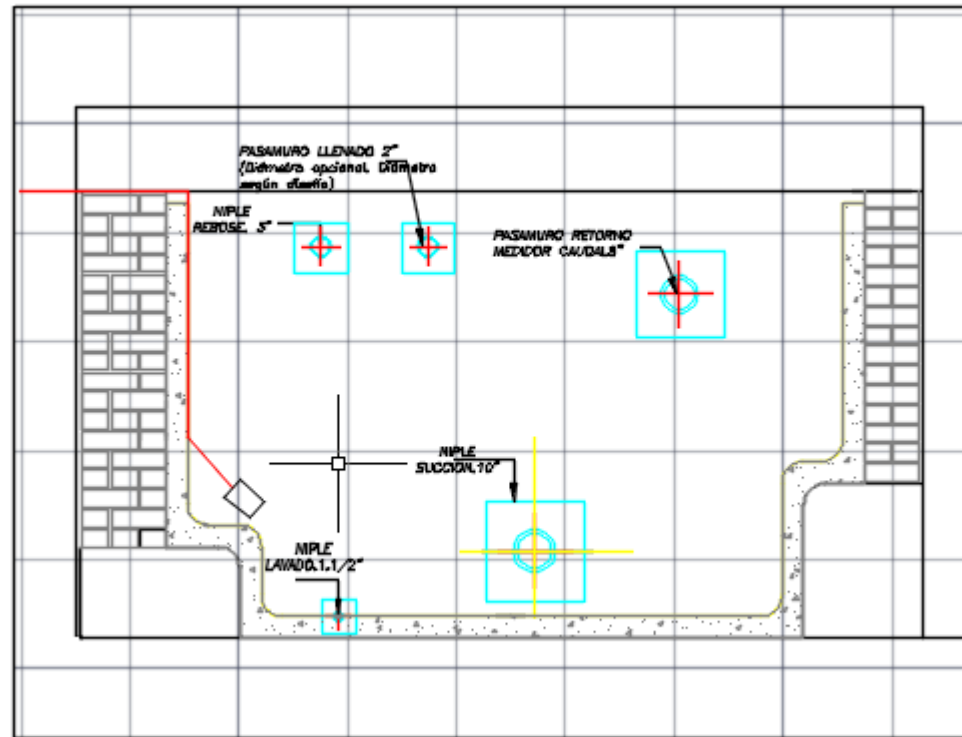 PASAMURO LLENADO 2"
(Diámetro opcional, Diámetro
según diseño)
NIPLE
REBOSE. 3"
PASAMURO RETORNO
MEDIDOR CAUDAL8"
NIPLE
SUCCION.10"
NIPLE
LAVADO.1.1/2"